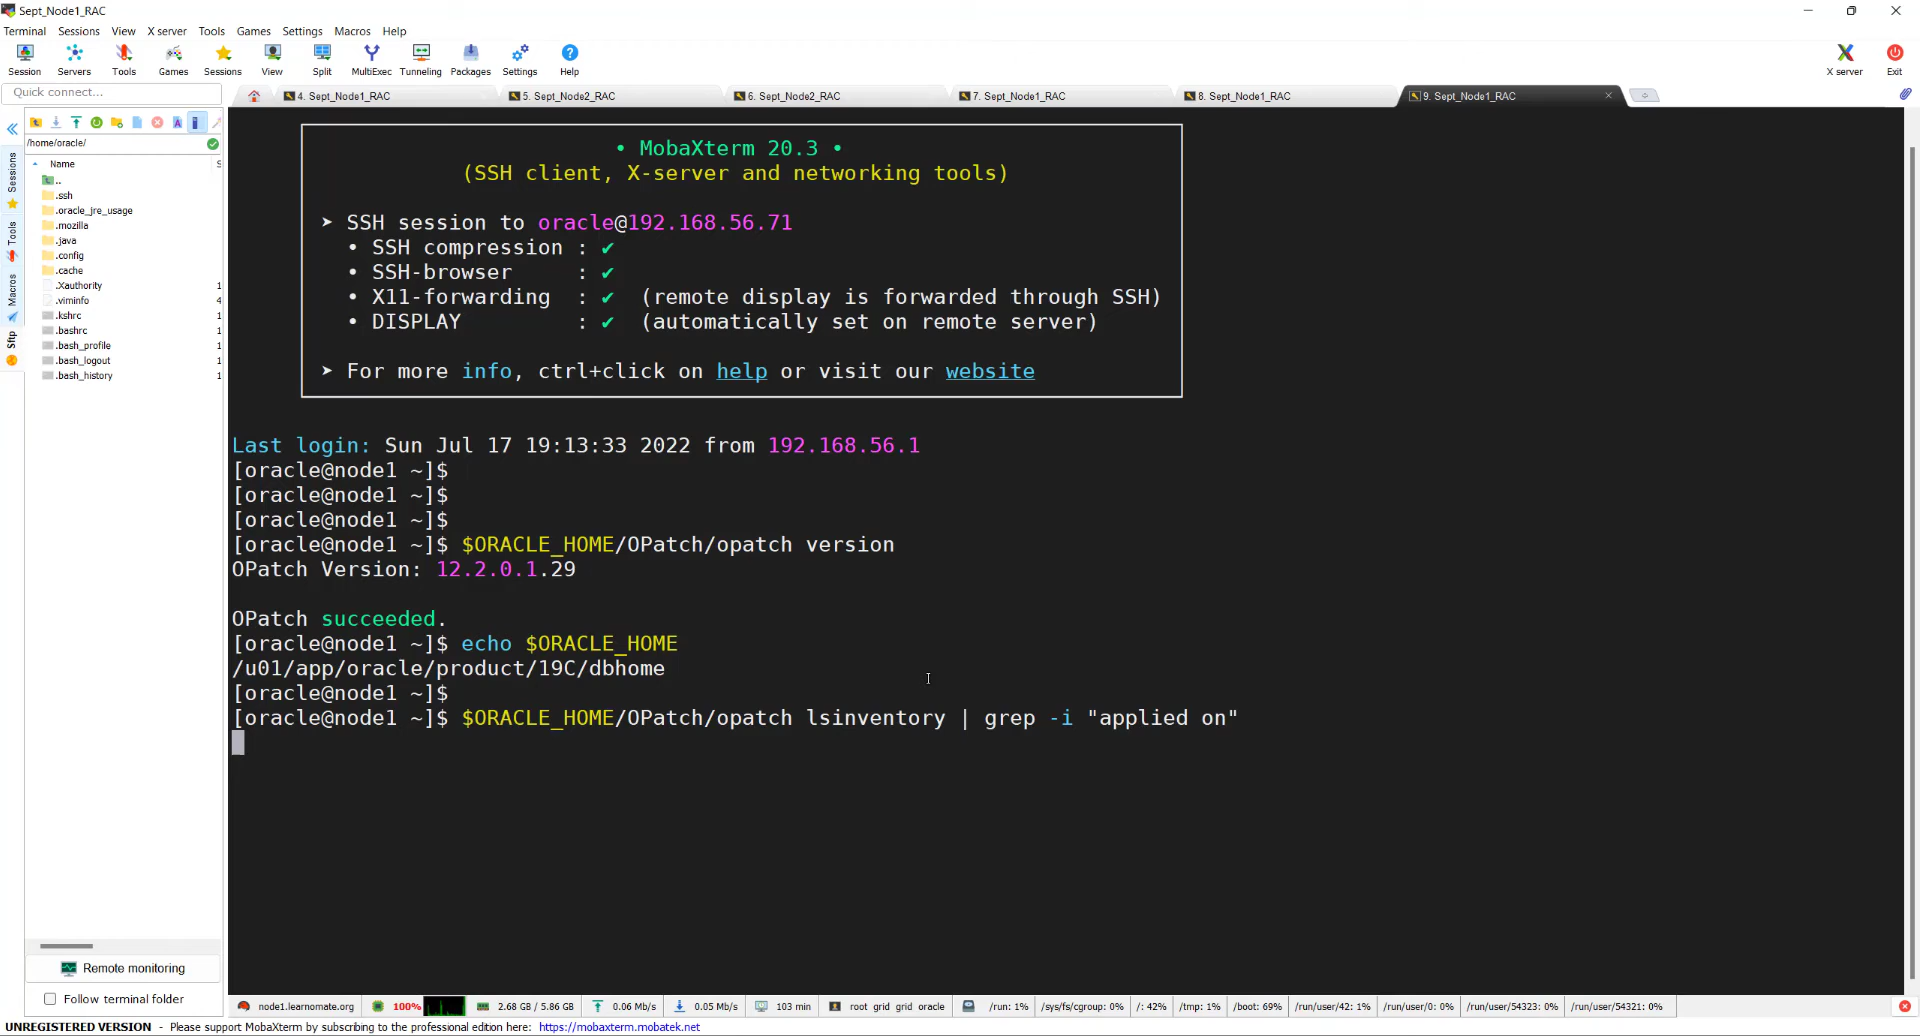 Sept_Node1_RAC
Terminal Sessions View X server Tools Games Settings Macros Help
Session Servers Tools Games Sessions View Split MultiExec Tunneling Packages Settings Help X server Exit
Quick connect...
4. Sept_Node1_RAC 5. Sept_Node2_RAC 6. Sept_Node2_RAC 7. Sept_Node1_RAC 8. Sept_Node1_RAC 9. Sept_Node1_RAC
/home/oracle/
Name S
..
.ssh
.oracle_jre_usage
.mozilla
.java
.config
.cache
.Xauthority 1
.viminfo 4
.kshrc 1
.bashrc 1
.bash_profile 1
.bash_logout 1
.bash_history 1
Sessions
Tools
Macros
Sftp
Remote monitoring
Follow terminal folder
• MobaXterm 20.3 •
(SSH client, X-server and networking tools)
➤ SSH session to oracle@192.168.56.71
• SSH compression : ✔
• SSH-browser : ✔
• X11-forwarding : ✔ (remote display is forwarded through SSH)
• DISPLAY : ✔ (automatically set on remote server)
➤ For more info, ctrl+click on help or visit our website
Last login: Sun Jul 17 19:13:33 2022 from 192.168.56.1
[oracle@node1 ~]$
[oracle@node1 ~]$
[oracle@node1 ~]$
[oracle@node1 ~]$ $ORACLE_HOME/OPatch/opatch version
OPatch Version: 12.2.0.1.29
OPatch succeeded.
[oracle@node1 ~]$ echo $ORACLE_HOME
/u01/app/oracle/product/19C/dbhome
[oracle@node1 ~]$
[oracle@node1 ~]$ $ORACLE_HOME/OPatch/opatch lsinventory | grep -i "applied on"
node1.learnomate.org 100% 2.68 GB / 5.86 GB 0.06 Mb/s 0.05 Mb/s 103 min root grid grid oracle /run: 1% /sys/fs/cgroup: 0% /: 42% /tmp: 1% /boot: 69% /run/user/42: 1% /run/user/0: 0% /run/user/54323: 0% /run/user/54321: 0%
UNREGISTERED VERSION - Please support MobaXterm by subscribing to the professional edition here: https://mobaxterm.mobatek.net